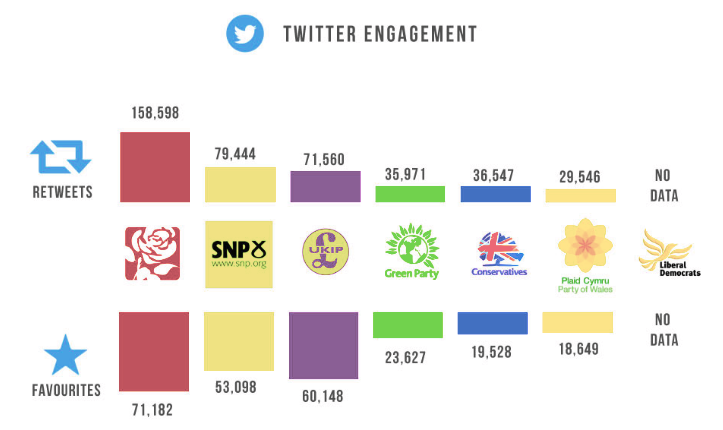 TWITTER ENGAGEMENT
158,598
79,444
71,560
35,971
36,547
29,546
NO
DATA
RETWEETS
SNP
www.snp.org
UKIP
£
Green Party
Conservatives
Plaid Cymru
Party of Wales
Liberal
Democrats
NO
DATA
FAVOURITES
71,182
53,098
60,148
23,627
19,528
18,649